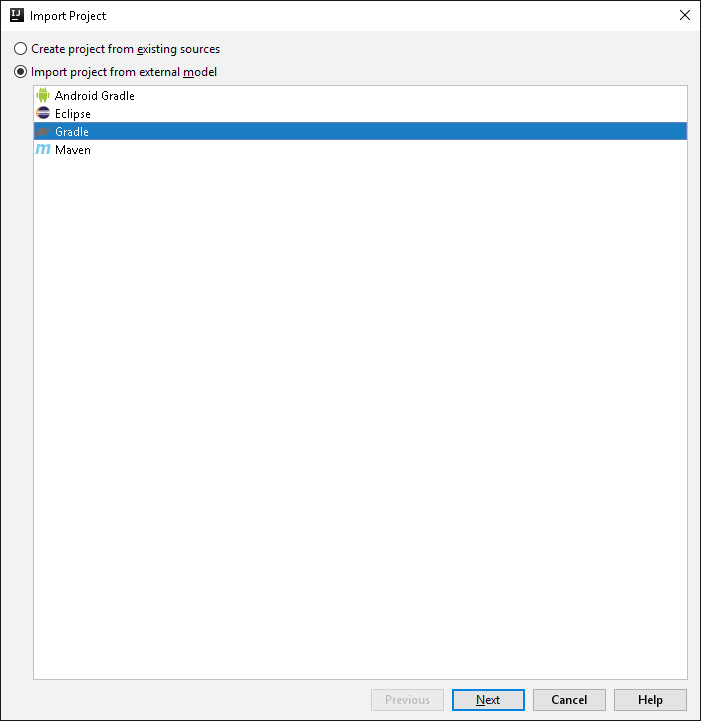 Import Project
Create project from existing sources
Import project from external model
Android Gradle
Eclipse
Gradle
Maven
Previous Next Cancel Help